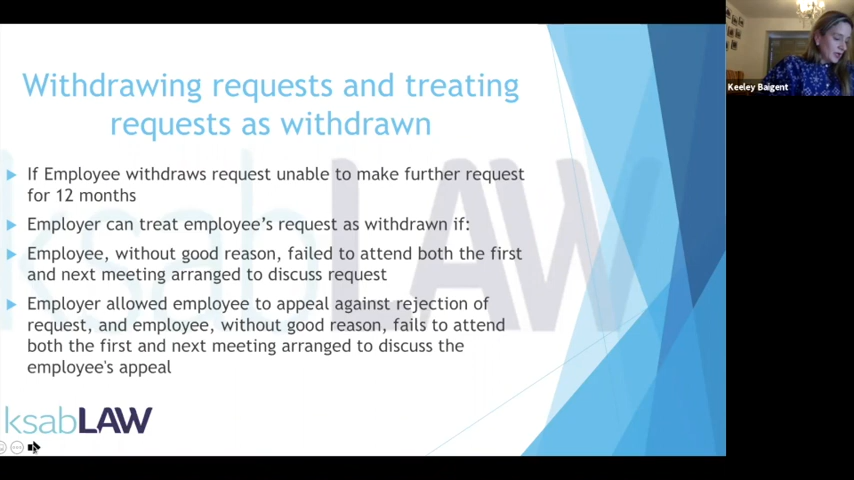 Withdrawing requests and treating
requests as withdrawn
If Employee withdraws request unable to make further request
for 12 months
Employer can treat employee's request as withdrawn if:
Employee, without good reason, failed to attend both the first
and next meeting arranged to discuss request
Employer allowed employee to appeal against rejection of
request, and employee, without good reason, fails to attend
both the first and next meeting arranged to discuss the
employee's appeal
ksabLAW
ksabLAW
Keeley Baigent